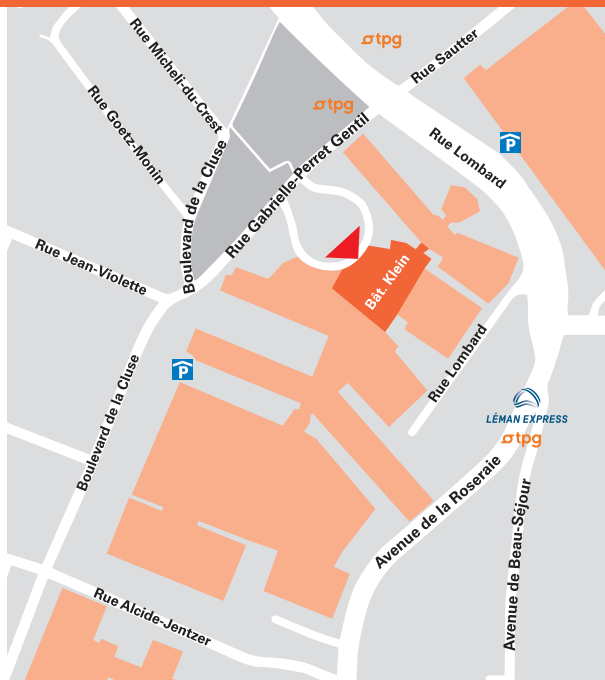 tpg
Rue Sautter
Rue Micheli-du-Crest
tpg
P
Rue Goetz-Monin
Rue Gabrielle-Perret Gentil
Rue Lombard
Boulevard de la Cluse
Rue Jean-Violette
Bât. Klein
Rue Lombard
P
Boulevard de la Cluse
LÉMAN EXPRESS
tpg
Avenue de la Roseraie
Avenue de Beau-Séjour
Rue Alcide-Jentzer